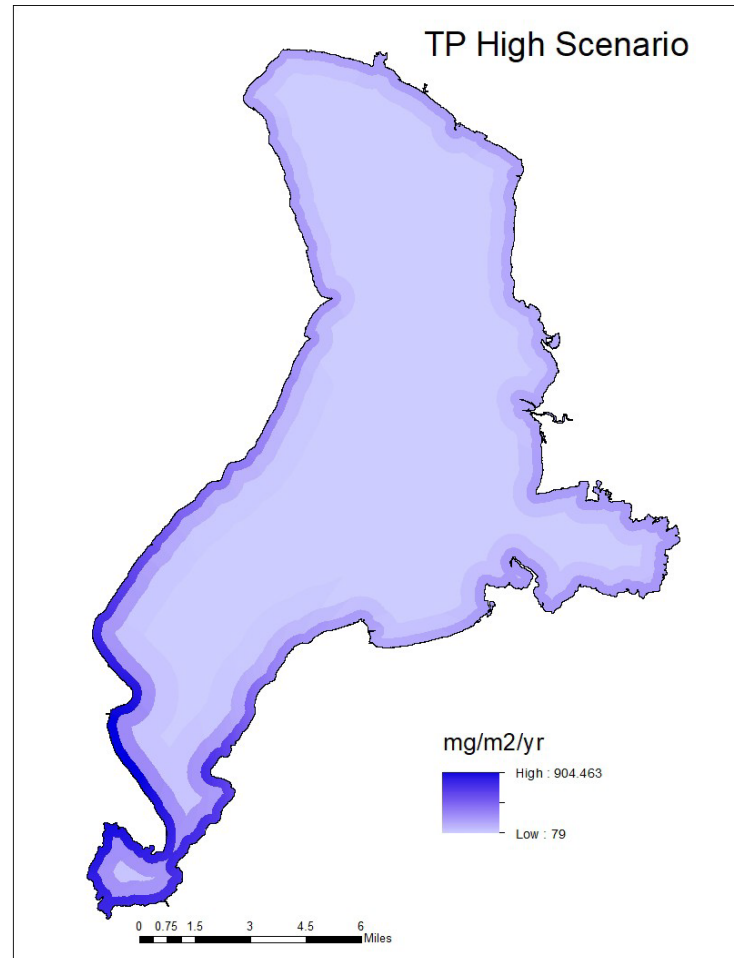 TP High Scenario
mg/m2/yr
High : 904.463
Low : 79
0 0.75 1.5 3 4.5 6
Miles